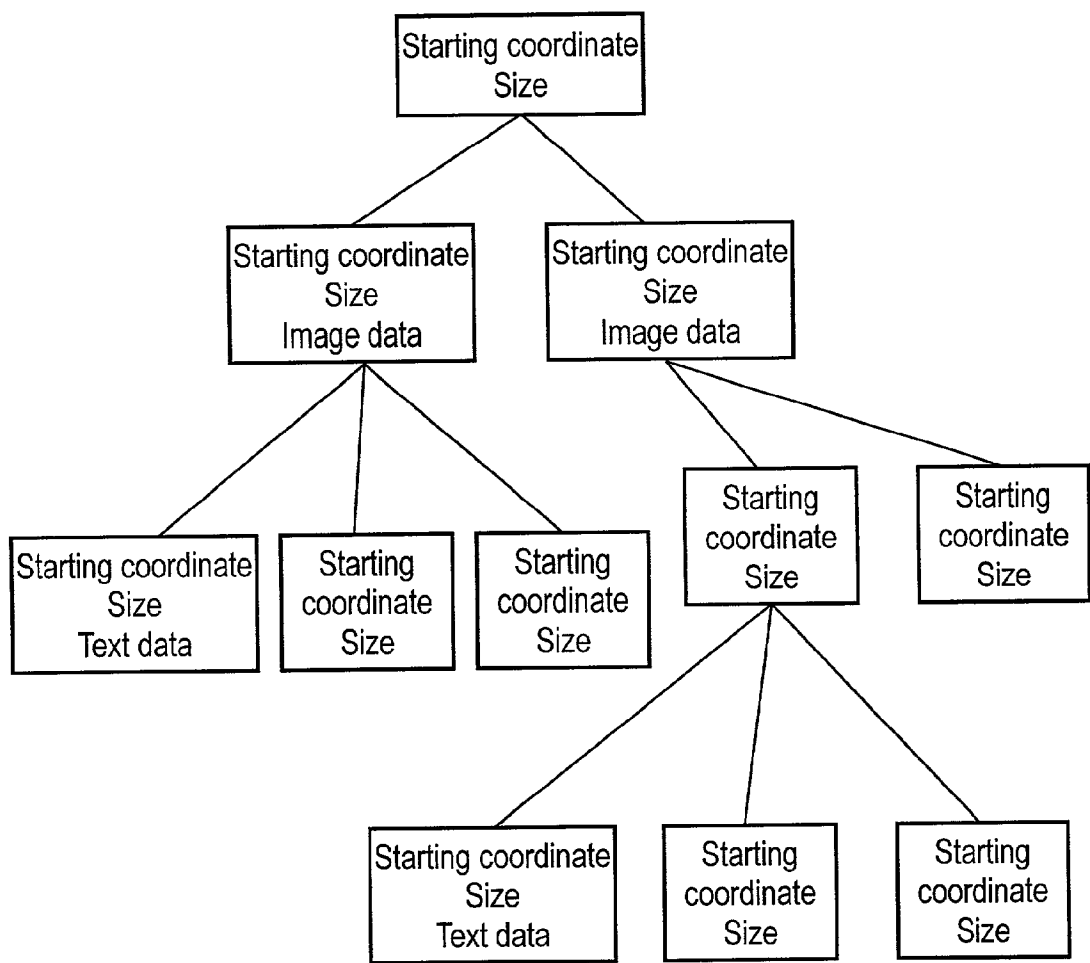 Starting coordinate
Size
Starting coordinate
Size
Image data
Starting coordinate
Size
Image data
Starting coordinate
Size
Text data
Starting
coordinate
Size
Starting
coordinate
Size
Starting
coordinate
Size
Starting
coordinate
Size
Starting coordinate
Size
Text data
Starting
coordinate
Size
Starting
coordinate
Size